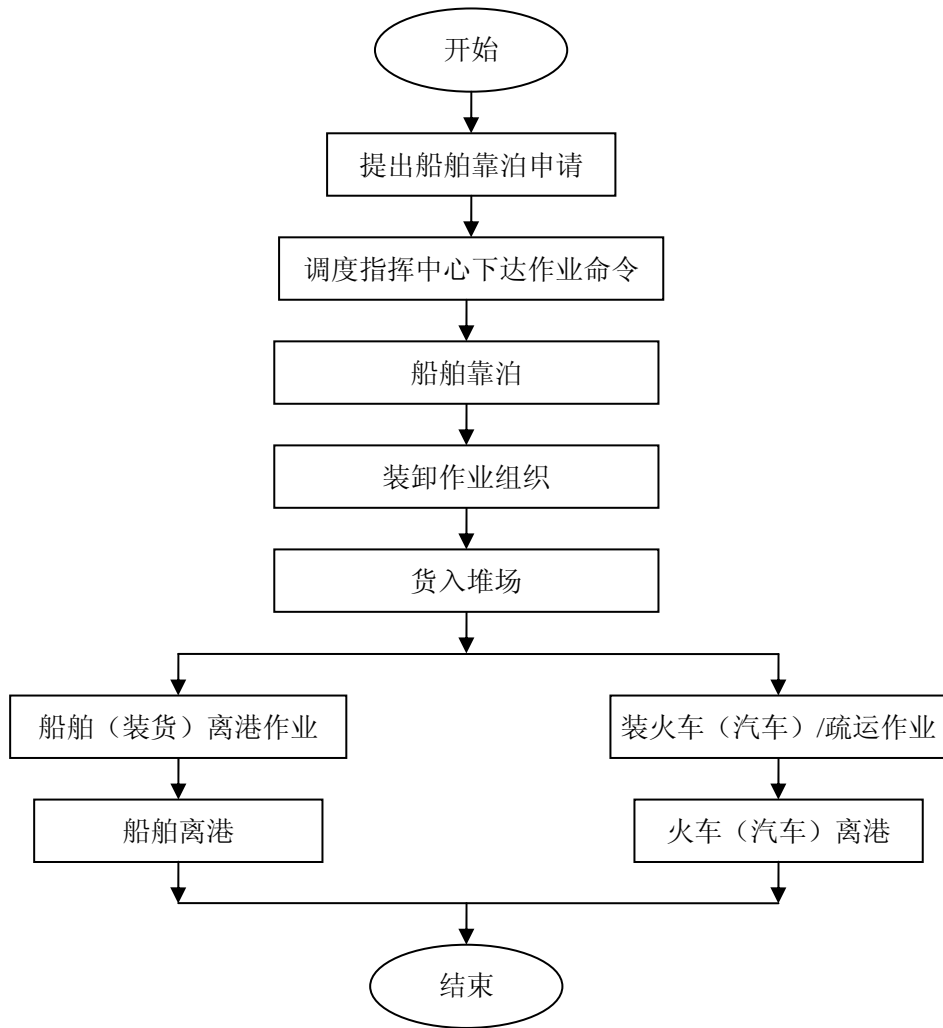 开始
提出船舶靠泊申请
调度指挥中心下达作业命令
船舶靠泊
装卸作业组织
货入堆场
船舶（装货）离港作业
装火车（汽车）/疏运作业
船舶离港
火车（汽车）离港
结束